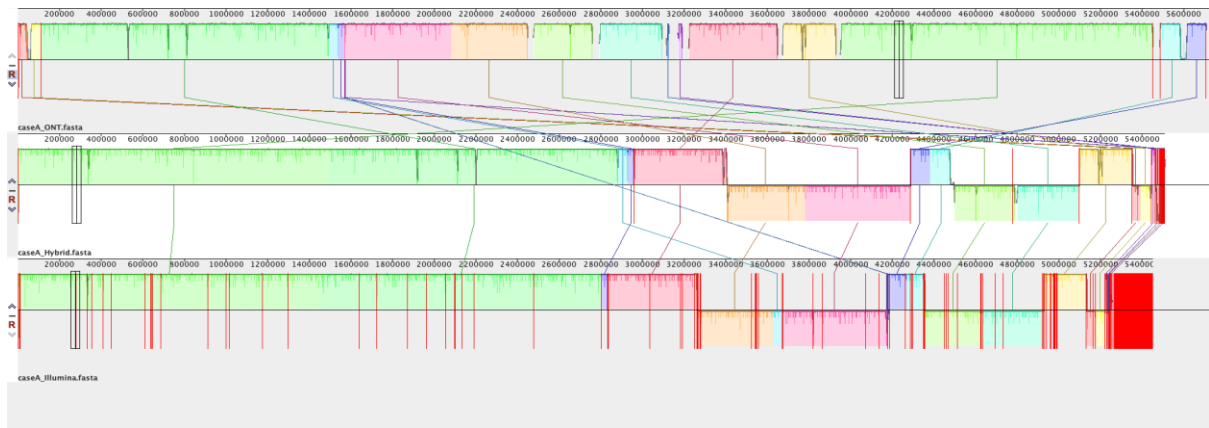 200000 400000 600000 800000 1000000 1200000 1400000 1600000 1800000 2000000 2200000 2400000 2600000 2800000 3000000 3200000 3400000 3600000 3800000 4000000 4200000 4400000 4600000 4800000 5000000 5200000 5400000 5600000
R
caseA_ONT.fasta
200000 400000 600000 800000 1000000 1200000 1400000 1600000 1800000 2000000 2200000 2400000 2600000 2800000 3000000 3200000 3400000 3600000 3800000 4000000 4200000 4400000 4600000 4800000 5000000 5200000 540000
R
caseA_Hybrid.fasta
200000 400000 600000 800000 1000000 1200000 1400000 1600000 1800000 2000000 2200000 2400000 2600000 2800000 3000000 3200000 3400000 3600000 3800000 4000000 4200000 4400000 4600000 4800000 5000000 5200000 540000
R
caseA_Illumina.fasta